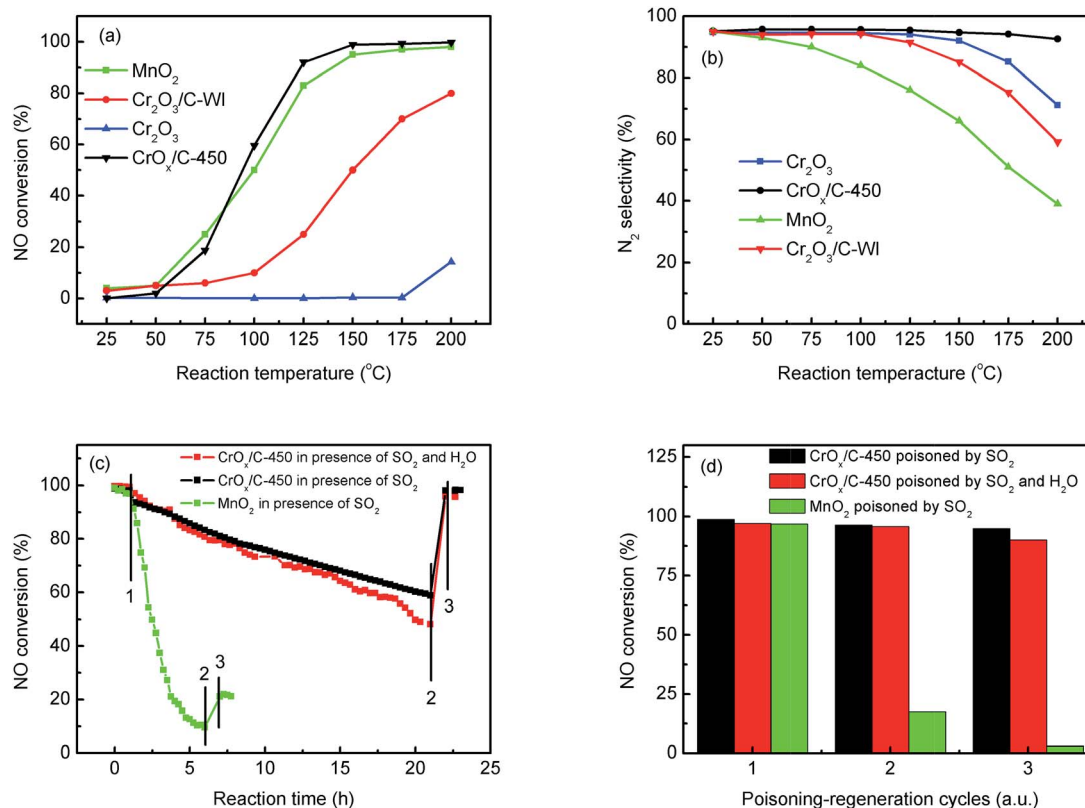 (a)
MnO₂
Cr₂O₃/C-WI
Cr₂O₃
CrOₓ/C-450
NO conversion (%)
100
80
60
40
20
0
25 50 75 100 125 150 175 200
Reaction temperature (°C)
(b)
Cr₂O₃
CrOₓ/C-450
MnO₂
Cr₂O₃/C-WI
N₂ selectivity (%)
100
80
60
40
20
0
25 50 75 100 125 150 175 200
Reaction temperacture (°C)
(c)
CrOₓ/C-450 in presence of SO₂ and H₂O
CrOₓ/C-450 in presence of SO₂
MnO₂ in presence of SO₂
NO conversion (%)
100
80
60
40
20
0
1
2
3
3
2
0 5 10 15 20 25
Reaction time (h)
(d)
CrOₓ/C-450 poisoned by SO₂
CrOₓ/C-450 poisoned by SO₂ and H₂O
MnO₂ poisoned by SO₂
NO conversion (%)
125
100
75
50
25
0
1 2 3
Poisoning-regeneration cycles (a.u.)